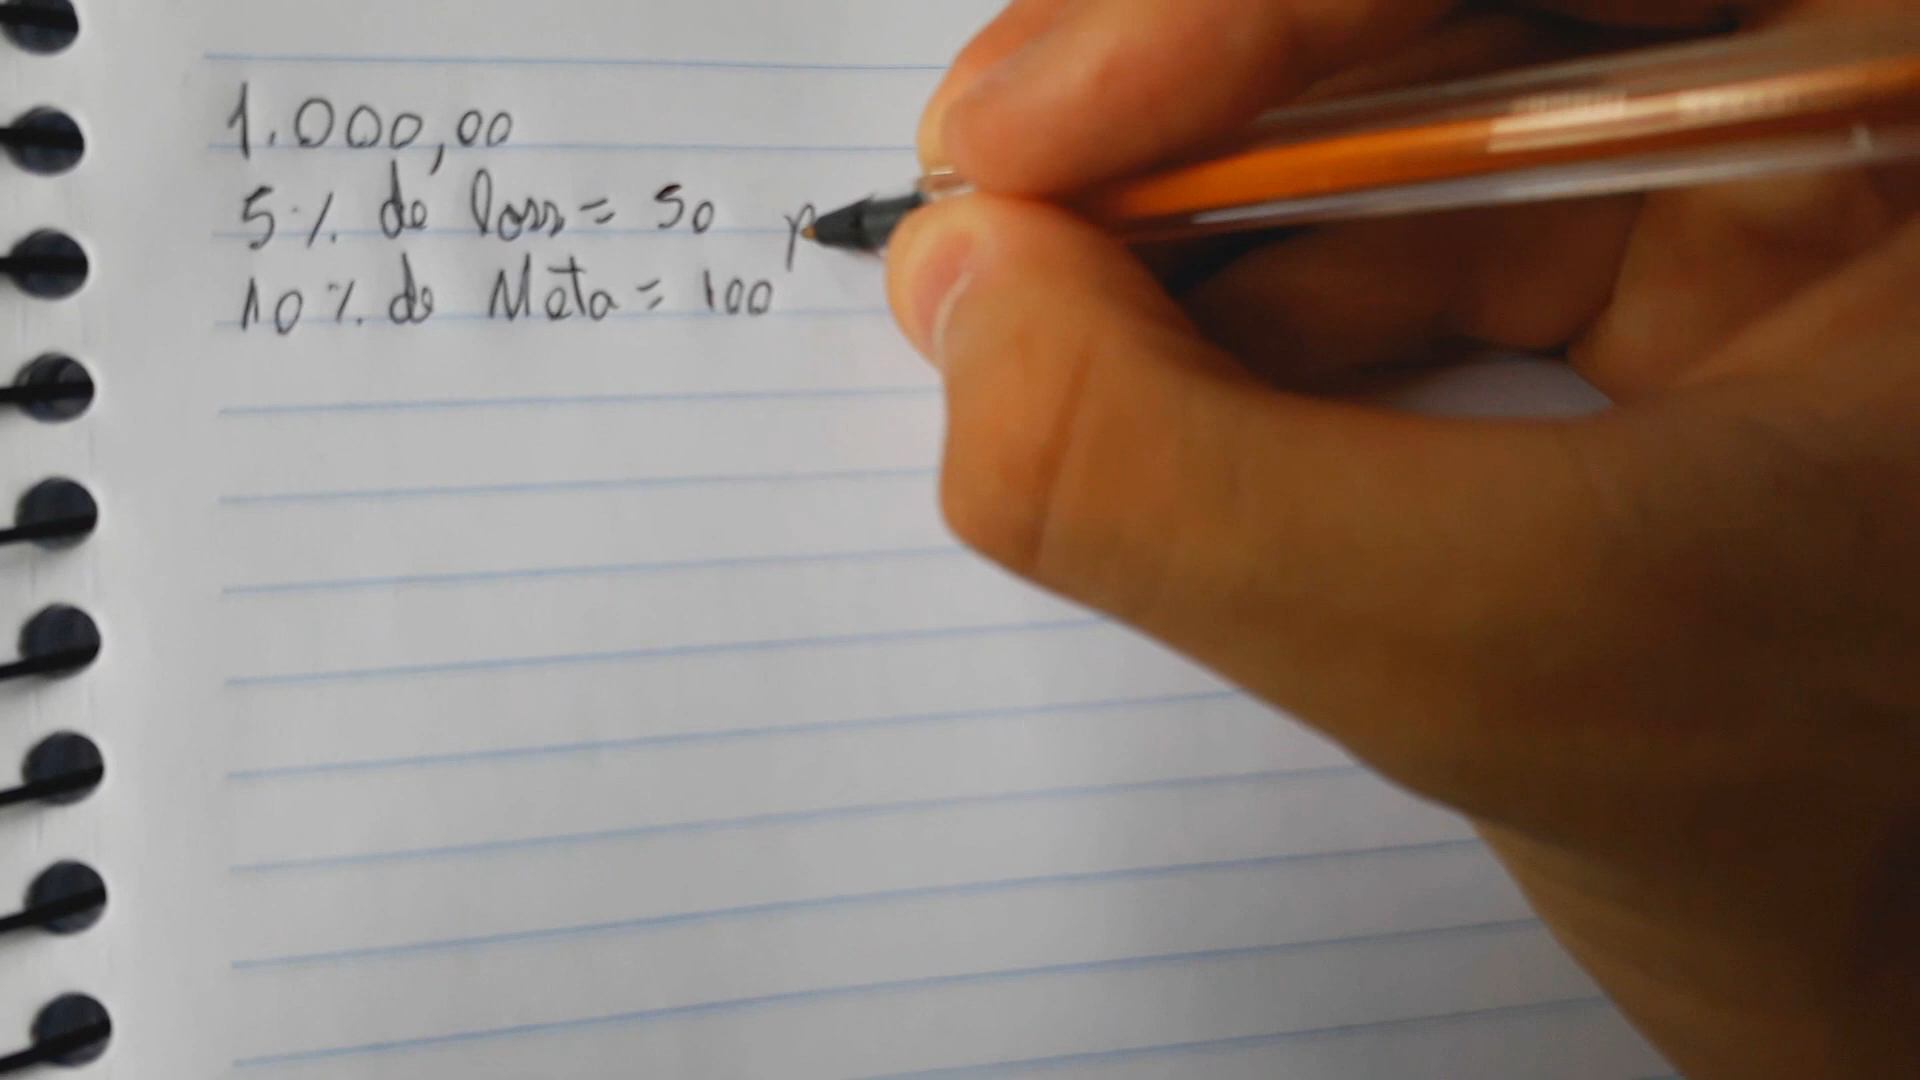 1.000,00
5% de loss = 50 p
10% de Meta = 100